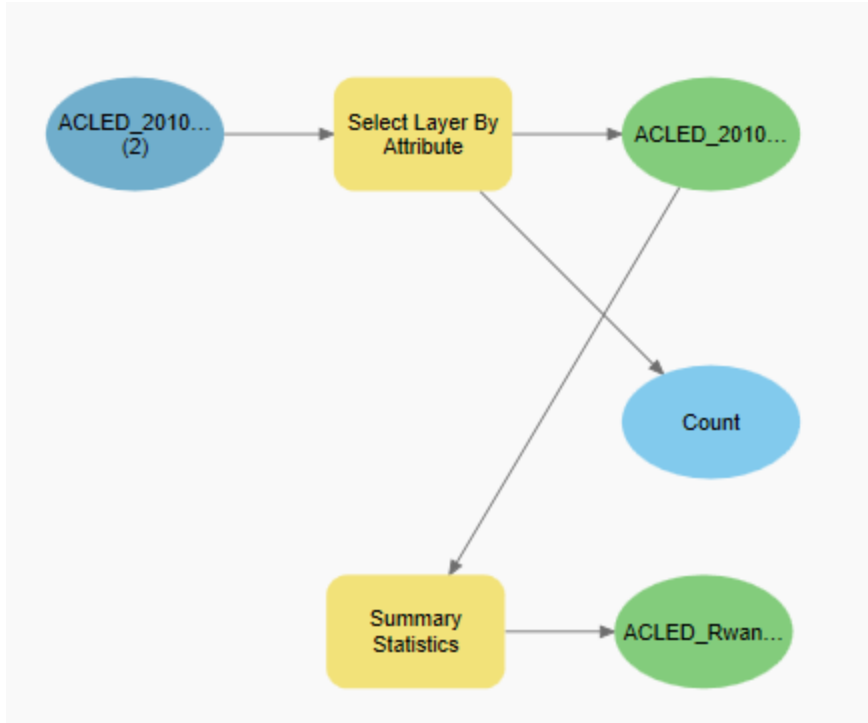 ACLED_2010...
(2)
Select Layer By
Attribute
ACLED_2010...
Count
Summary
Statistics
ACLED_Rwan...